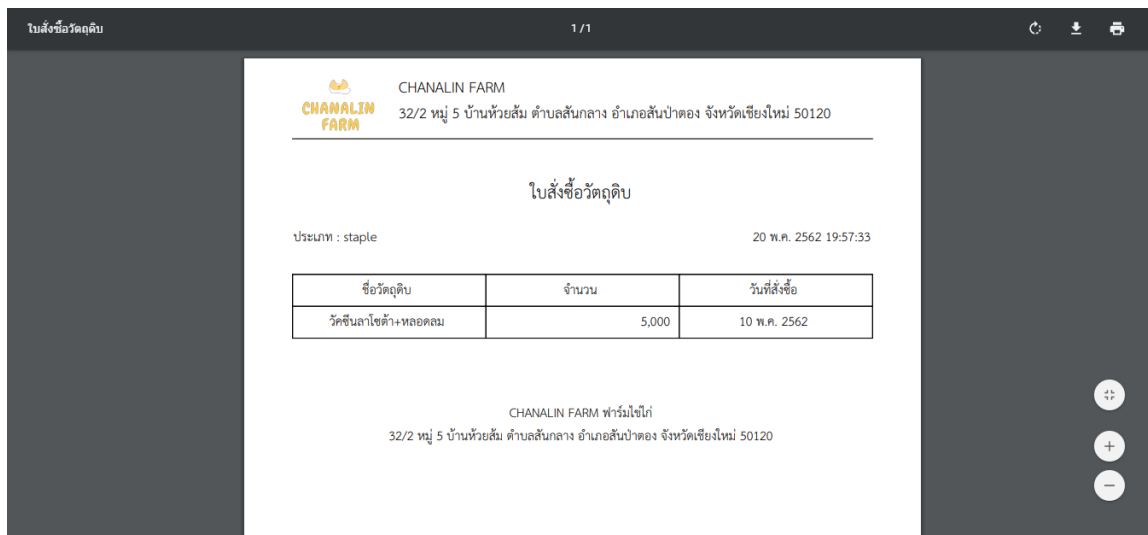 ใบสั่งซื้อวัตถุดิบ
1 / 1
CHANALIN FARM
CHANALIN FARM
32/2 หมู่ 5 บ้านห้วยส้ม ตำบลสันกลาง อำเภอสันป่าตอง จังหวัดเชียงใหม่ 50120
ใบสั่งซื้อวัตถุดิบ
ประเภท : staple 20 พ.ค. 2562 19:57:33
ชื่อวัตถุดิบ จำนวน วันที่สั่งซื้อ
วัคซีนลาโซต้า+หลอดลม 5,000 10 พ.ค. 2562
CHANALIN FARM ฟาร์มไข่ไก่
32/2 หมู่ 5 บ้านห้วยส้ม ตำบลสันกลาง อำเภอสันป่าตอง จังหวัดเชียงใหม่ 50120